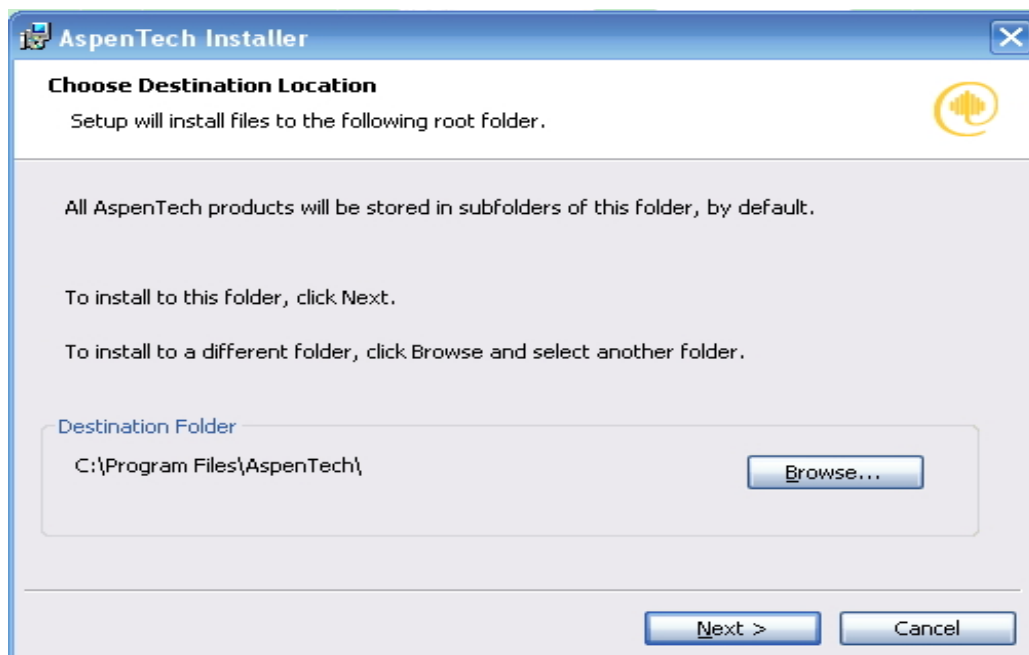 AspenTech Installer
Choose Destination Location
Setup will install files to the following root folder.
All AspenTech products will be stored in subfolders of this folder, by default.
To install to this folder, click Next.
To install to a different folder, click Browse and select another folder.
Destination Folder
C:\Program Files\AspenTech\
Browse...
Next >
Cancel